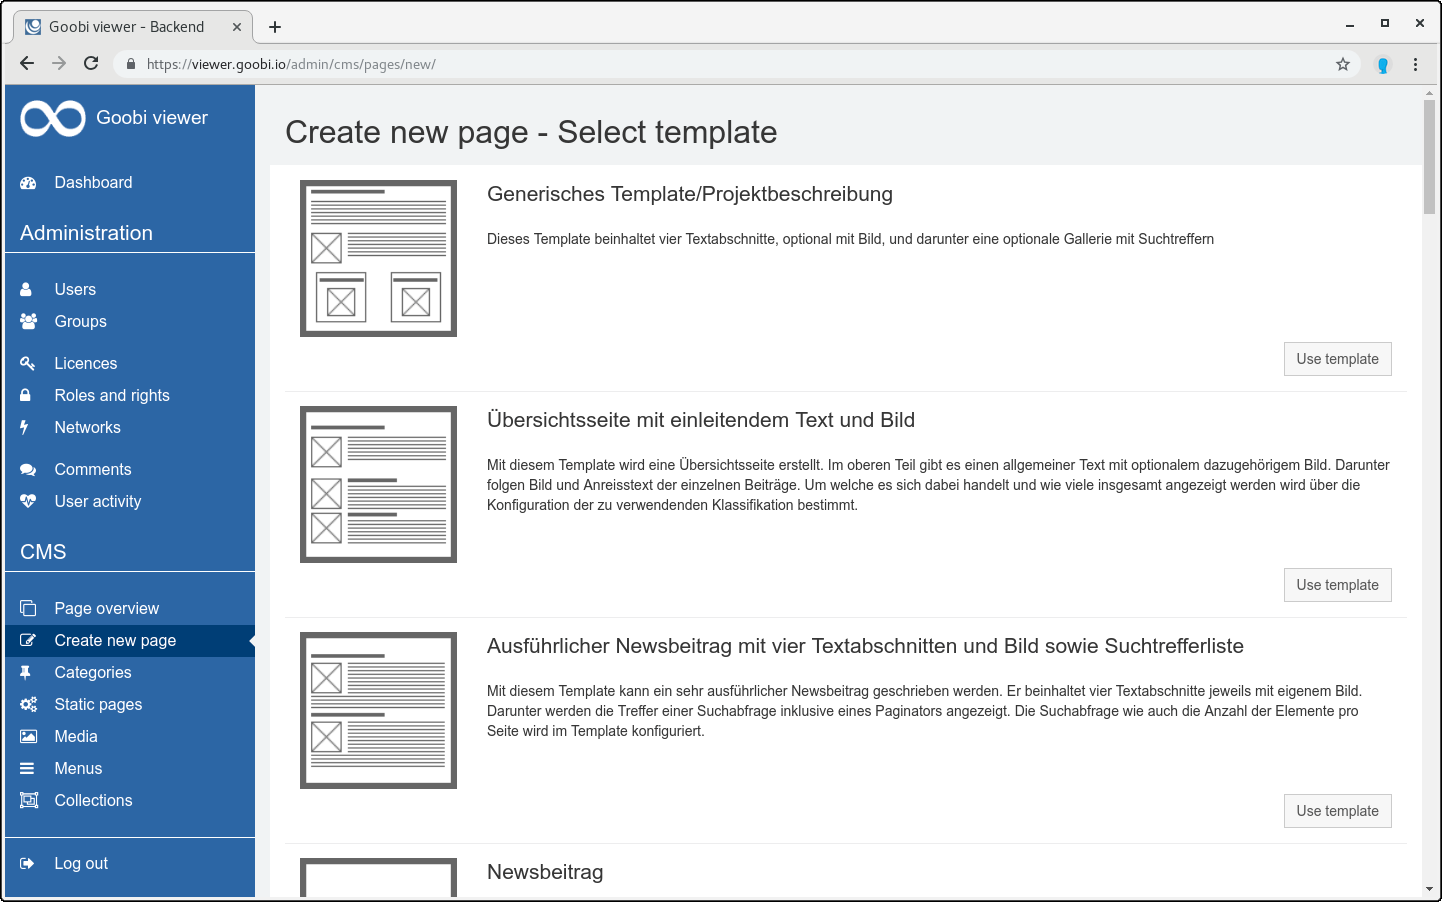 Goobi viewer - Backend
https://viewer.goobi.io/admin/cms/pages/new/
Goobi viewer
Dashboard
Administration
Users
Groups
Licences
Roles and rights
Networks
Comments
User activity
CMS
Page overview
Create new page
Categories
Static pages
Media
Menus
Collections
Log out
Create new page - Select template
Generisches Template/Projektbeschreibung
Dieses Template beinhaltet vier Textabschnitte, optional mit Bild, und darunter eine optionale Gallerie mit Suchtreffern
Use template
Übersichtsseite mit einleitendem Text und Bild
Mit diesem Template wird eine Übersichtsseite erstellt. Im oberen Teil gibt es einen allgemeiner Text mit optionalem dazugehörigem Bild. Darunter
folgen Bild und Anreisstext der einzelnen Beiträge. Um welche es sich dabei handelt und wie viele insgesamt angezeigt werden wird über die
Konfiguration der zu verwendenden Klassifikation bestimmt.
Use template
Ausführlicher Newsbeitrag mit vier Textabschnitten und Bild sowie Suchtrefferliste
Mit diesem Template kann ein sehr ausführlicher Newsbeitrag geschrieben werden. Er beinhaltet vier Textabschnitte jeweils mit eigenem Bild.
Darunter werden die Treffer einer Suchabfrage inklusive eines Paginators angezeigt. Die Suchabfrage wie auch die Anzahl der Elemente pro
Seite wird im Template konfiguriert.
Use template
Newsbeitrag